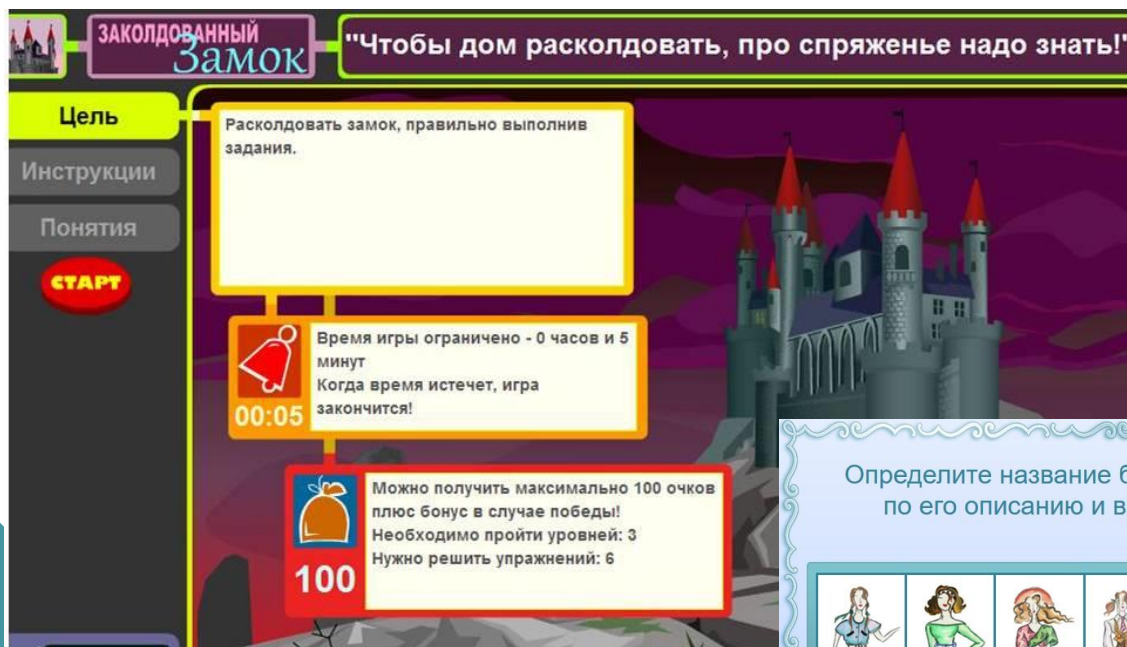 ЗАКОЛДОВАННЫЙ
Замок
"Чтобы дом расколдовать, про спряженье надо знать!"
Цель
Инструкции
Понятия
СТАРТ
Расколдовать замок, правильно выполнив
задания.
Время игры ограничено - 0 часов и 5
минут
Когда время истечет, игра
закончится!
00:05
Можно получить максимально 100 очков
плюс бонус в случае победы!
Необходимо пройти уровней: 3
Нужно решить упражнений: 6
100
Определите название
по его описанию и